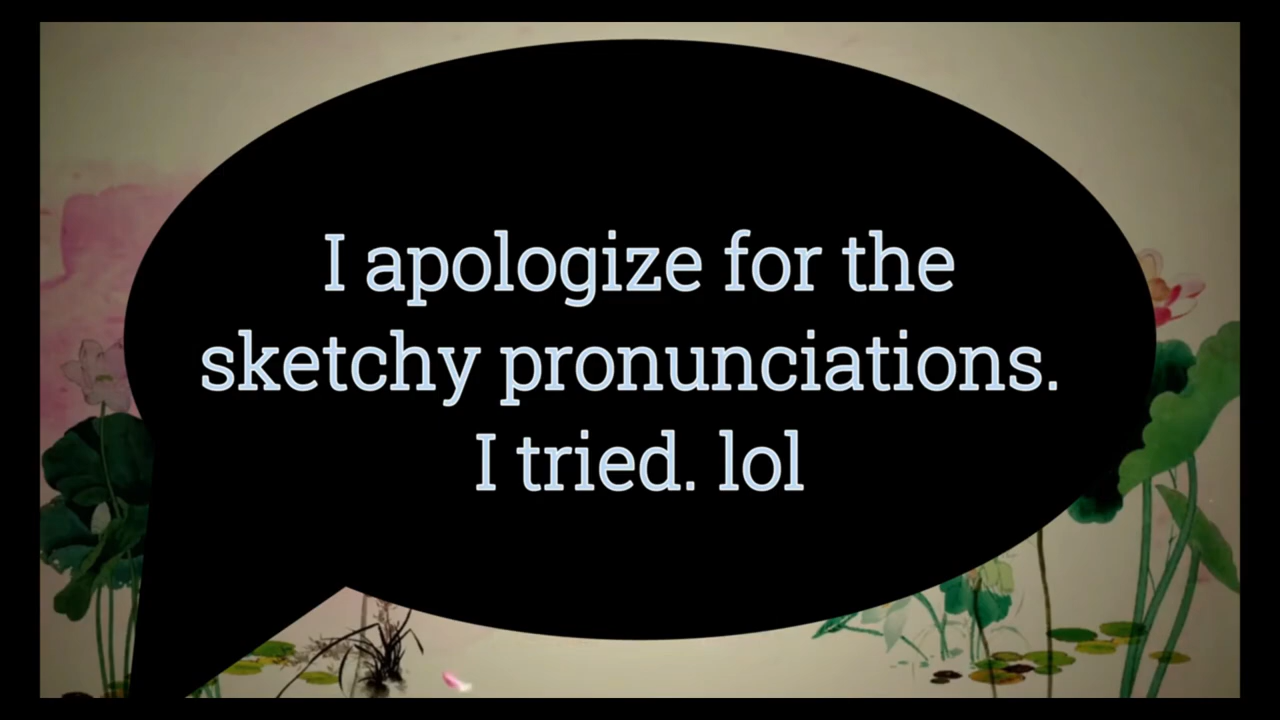 I apologize for the
sketchy pronunciations.
I tried. lol